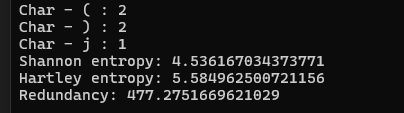 Char - ( : 2
Char - ) : 2
Char - j : 1
Shannon entropy: 4.536167034373771
Hartley entropy: 5.584962500721156
Redundancy: 477.2751669621029